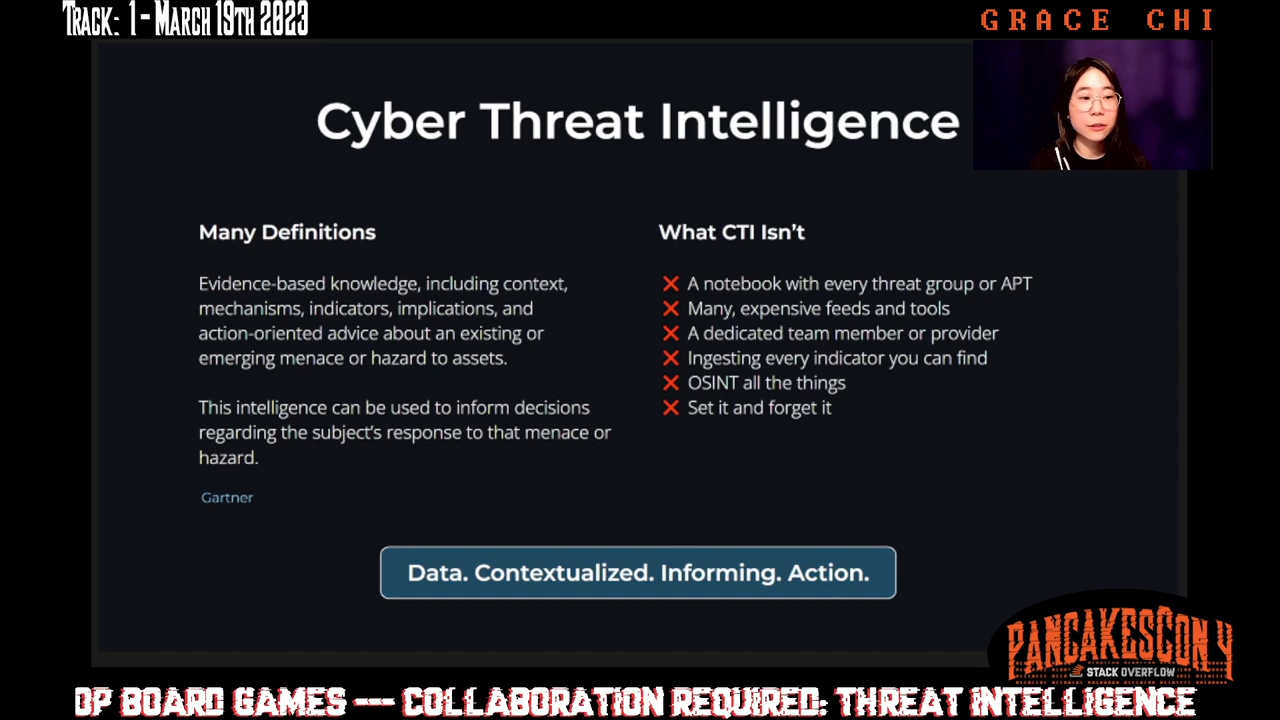 Track: 1 - March 19th 2023
GRACE CHI
Cyber Threat Intelligence
Many Definitions
Evidence-based knowledge, including context,
mechanisms, indicators, implications, and
action-oriented advice about an existing or
emerging menace or hazard to assets.
This intelligence can be used to inform decisions
regarding the subject's response to that menace or
hazard.
Gartner
What CTI Isn't
❌ A notebook with every threat group or APT
❌ Many, expensive feeds and tools
❌ A dedicated team member or provider
❌ Ingesting every indicator you can find
❌ OSINT all the things
❌ Set it and forget it
Data. Contextualized. Informing. Action.
PANCAKESCON 4
STACK OVERFLOW
OP BOARD GAMES --- COLLABORATION REQUIRED: THREAT INTELLIGENCE